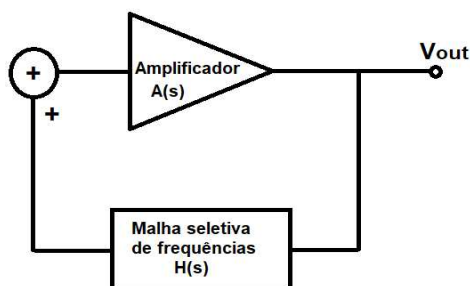 Vout
+
Amplificador
A(s)
+
Malha seletiva
de frequências
H(s)